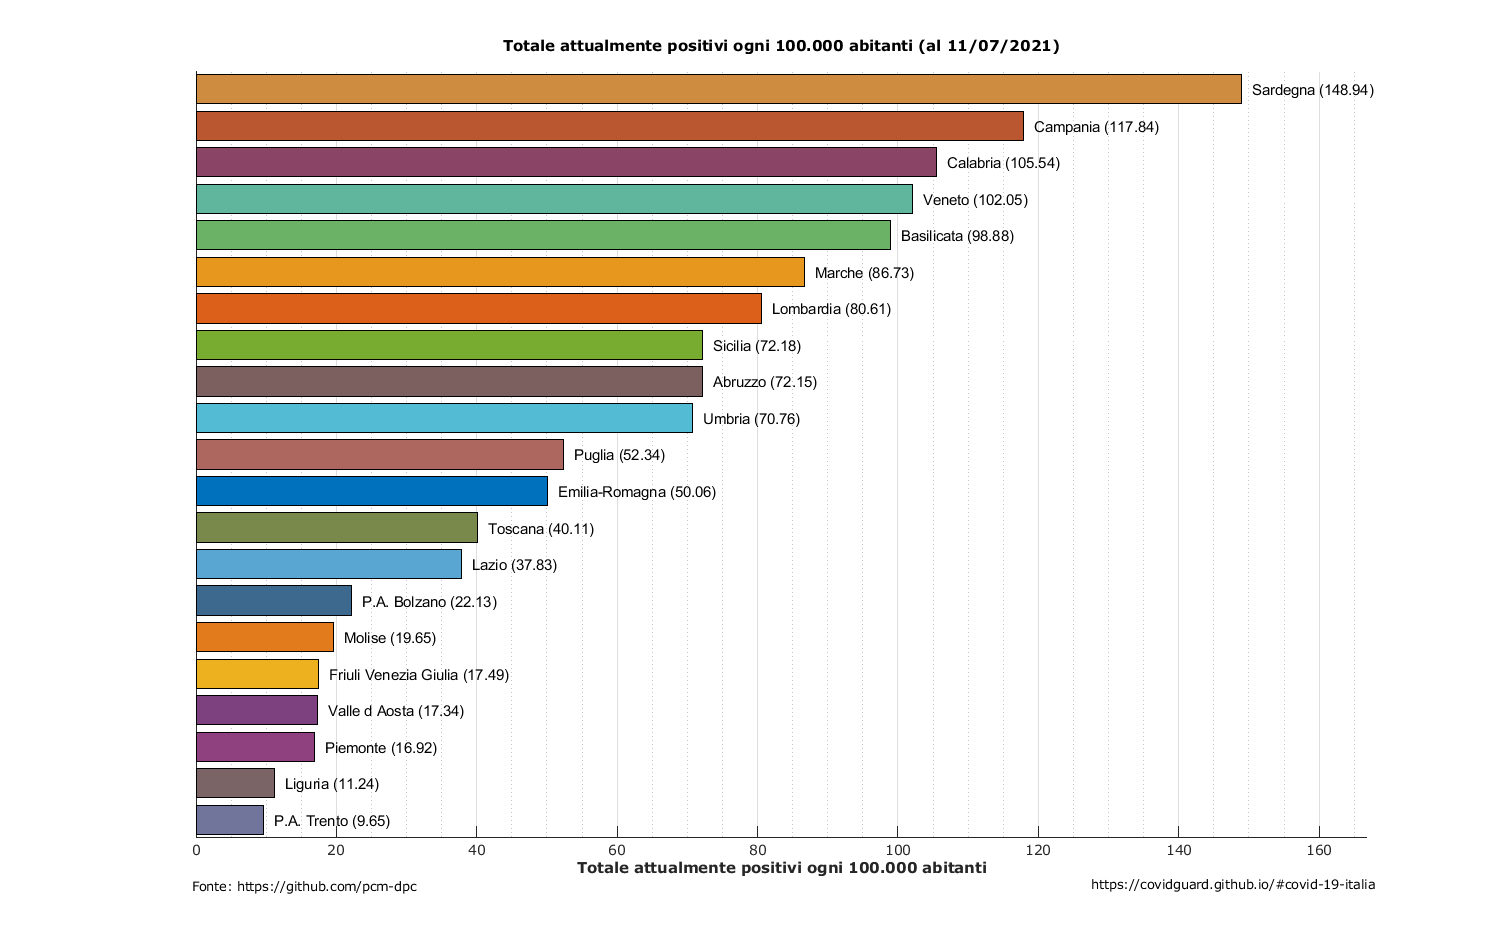 Totale attualmente positivi ogni 100.000 abitanti (al 11/07/2021)
Sardegna (148.94)
Campania (117.84)
Calabria (105.54)
Veneto (102.05)
Basilicata (98.88)
Marche (86.73)
Lombardia (80.61)
Sicilia (72.18)
Abruzzo (72.15)
Umbria (70.76)
Puglia (52.34)
Emilia-Romagna (50.06)
Toscana (40.11)
Lazio (37.83)
P.A. Bolzano (22.13)
Molise (19.65)
Friuli Venezia Giulia (17.49)
Valle d Aosta (17.34)
Piemonte (16.92)
Liguria (11.24)
P.A. Trento (9.65)
0 20 40 60 80 100 120 140 160
Totale attualmente positivi ogni 100.000 abitanti
Fonte: https://github.com/pcm-dpc
https://covidguard.github.io/#covid-19-italia